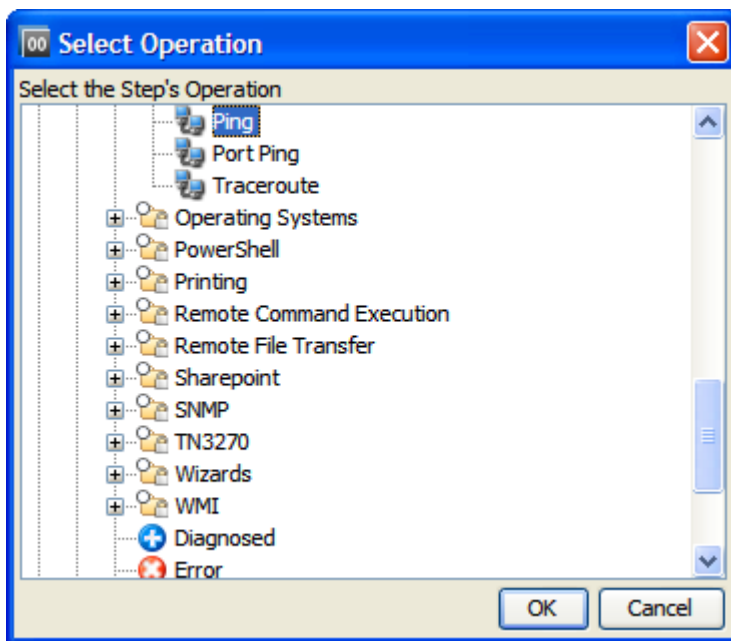 00 Select Operation
Select the Step's Operation
Ping
Port Ping
Traceroute
Operating Systems
PowerShell
Printing
Remote Command Execution
Remote File Transfer
Sharepoint
SNMP
TN3270
Wizards
WMI
Diagnosed
Error
OK Cancel